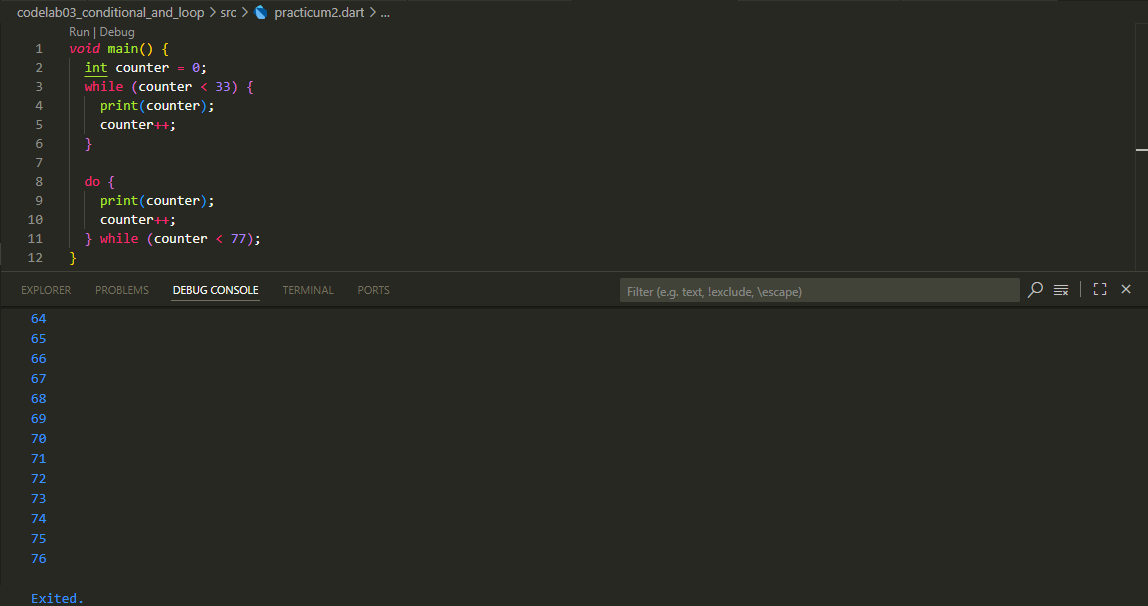 codelab03_conditional_and_loop > src > practicum2.dart > ...
Run | Debug
1 void main() {
2   int counter = 0;
3   while (counter < 33) {
4     print(counter);
5     counter++;
6   }
7
8   do {
9     print(counter);
10     counter++;
11   } while (counter < 77);
12 }
EXPLORER PROBLEMS DEBUG CONSOLE TERMINAL PORTS Filter (e.g. text, !exclude, \escape)
64
65
66
67
68
69
70
71
72
73
74
75
76
Exited.